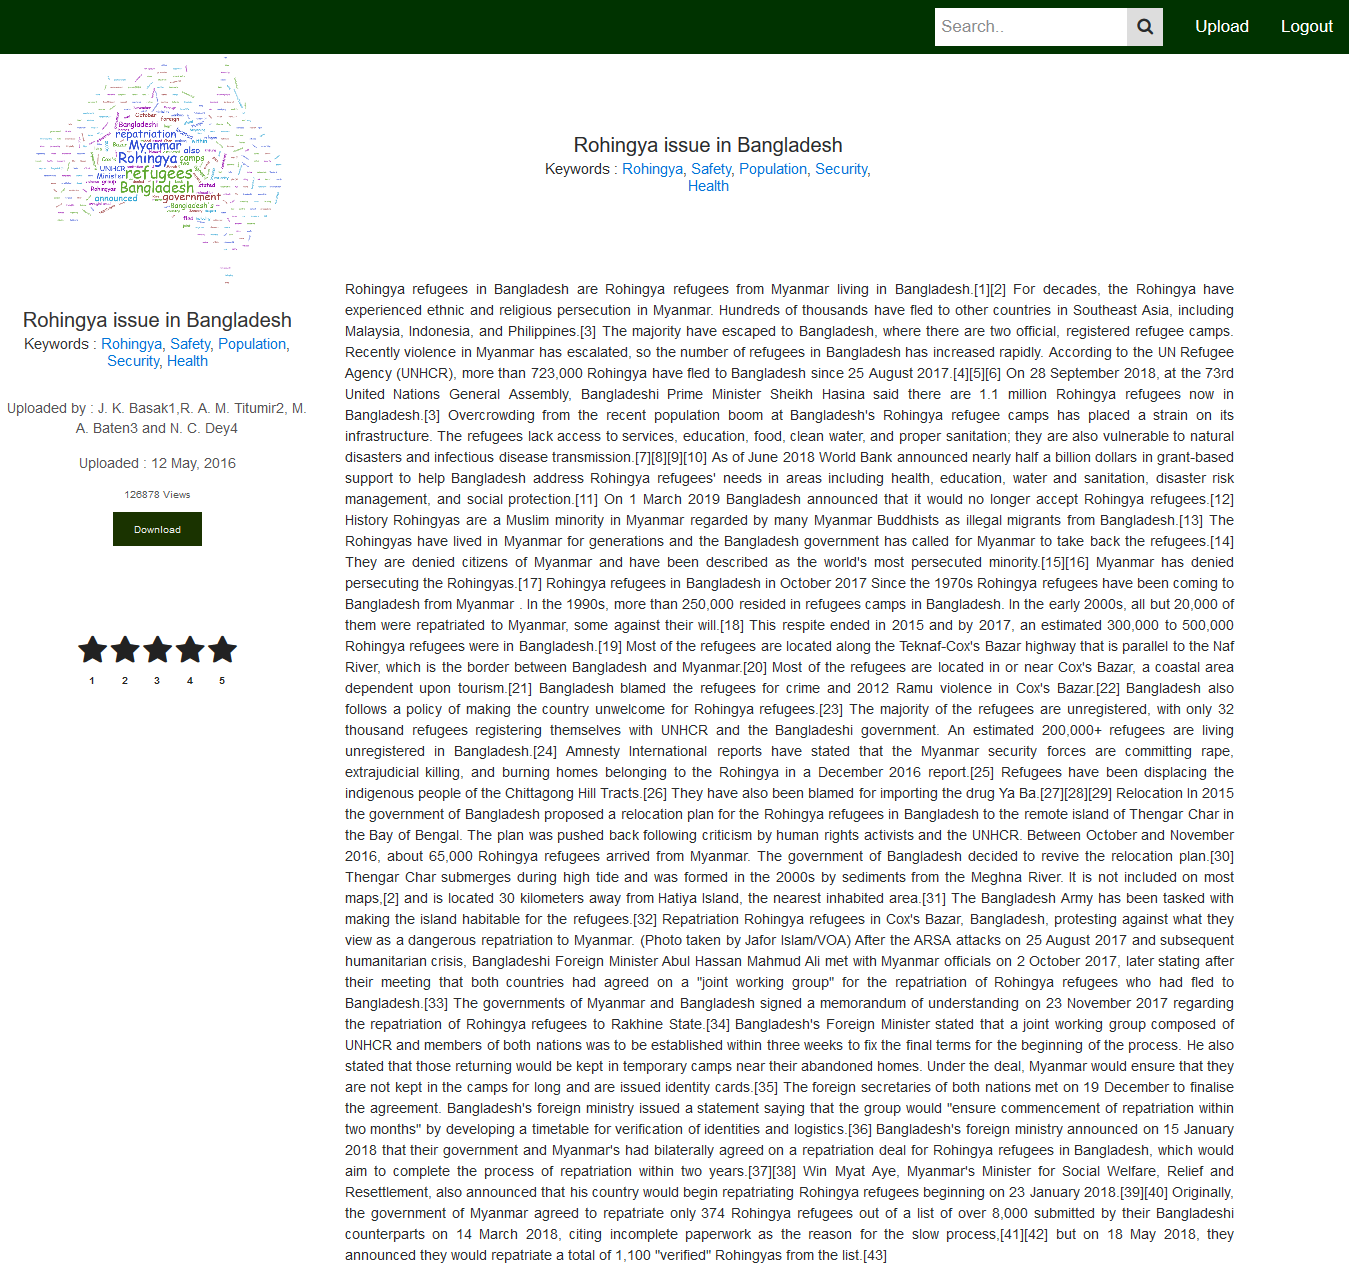 Search..
Upload
Logout
October
foreign
Bangladeshi
repatriation
Myanmar
also
Rohingya
camps
UNHCR
Minister
refugees
Bangladesh
stated
announced
government
Bangladesh's
Rohingya issue in Bangladesh
Keywords : Rohingya, Safety, Population,
Security, Health
Uploaded by : J. K. Basak1,R. A. M. Titumir2, M.
A. Baten3 and N. C. Dey4
Uploaded : 12 May, 2016
126878 Views
Download
1 2 3 4 5
Rohingya issue in Bangladesh
Keywords : Rohingya, Safety, Population, Security,
Health
Rohingya refugees in Bangladesh are Rohingya refugees from Myanmar living in Bangladesh.[1][2] For decades, the Rohingya have
experienced ethnic and religious persecution in Myanmar. Hundreds of thousands have fled to other countries in Southeast Asia, including
Malaysia, Indonesia, and Philippines.[3] The majority have escaped to Bangladesh, where there are two official, registered refugee camps.
Recently violence in Myanmar has escalated, so the number of refugees in Bangladesh has increased rapidly. According to the UN Refugee
Agency (UNHCR), more than 723,000 Rohingya have fled to Bangladesh since 25 August 2017.[4][5][6] On 28 September 2018, at the 73rd
United Nations General Assembly, Bangladeshi Prime Minister Sheikh Hasina said there are 1.1 million Rohingya refugees now in
Bangladesh.[3] Overcrowding from the recent population boom at Bangladesh's Rohingya refugee camps has placed a strain on its
infrastructure. The refugees lack access to services, education, food, clean water, and proper sanitation; they are also vulnerable to natural
disasters and infectious disease transmission.[7][8][9][10] As of June 2018 World Bank announced nearly half a billion dollars in grant-based
support to help Bangladesh address Rohingya refugees' needs in areas including health, education, water and sanitation, disaster risk
management, and social protection.[11] On 1 March 2019 Bangladesh announced that it would no longer accept Rohingya refugees.[12]
History Rohingyas are a Muslim minority in Myanmar regarded by many Myanmar Buddhists as illegal migrants from Bangladesh.[13] The
Rohingyas have lived in Myanmar for generations and the Bangladesh government has called for Myanmar to take back the refugees.[14]
They are denied citizens of Myanmar and have been described as the world's most persecuted minority.[15][16] Myanmar has denied
persecuting the Rohingyas.[17] Rohingya refugees in Bangladesh in October 2017 Since the 1970s Rohingya refugees have been coming to
Bangladesh from Myanmar . In the 1990s, more than 250,000 resided in refugees camps in Bangladesh. In the early 2000s, all but 20,000 of
them were repatriated to Myanmar, some against their will.[18] This respite ended in 2015 and by 2017, an estimated 300,000 to 500,000
Rohingya refugees were in Bangladesh.[19] Most of the refugees are located along the Teknaf-Cox's Bazar highway that is parallel to the Naf
River, which is the border between Bangladesh and Myanmar.[20] Most of the refugees are located in or near Cox's Bazar, a coastal area
dependent upon tourism.[21] Bangladesh blamed the refugees for crime and 2012 Ramu violence in Cox's Bazar.[22] Bangladesh also
follows a policy of making the country unwelcome for Rohingya refugees.[23] The majority of the refugees are unregistered, with only 32
thousand refugees registering themselves with UNHCR and the Bangladeshi government. An estimated 200,000+ refugees are living
unregistered in Bangladesh.[24] Amnesty International reports have stated that the Myanmar security forces are committing rape,
extrajudicial killing, and burning homes belonging to the Rohingya in a December 2016 report.[25] Refugees have been displacing the
indigenous people of the Chittagong Hill Tracts.[26] They have also been blamed for importing the drug Ya Ba.[27][28][29] Relocation In 2015
the government of Bangladesh proposed a relocation plan for the Rohingya refugees in Bangladesh to the remote island of Thengar Char in
the Bay of Bengal. The plan was pushed back following criticism by human rights activists and the UNHCR. Between October and November
2016, about 65,000 Rohingya refugees arrived from Myanmar. The government of Bangladesh decided to revive the relocation plan.[30]
Thengar Char submerges during high tide and was formed in the 2000s by sediments from the Meghna River. It is not included on most
maps,[2] and is located 30 kilometers away from Hatiya Island, the nearest inhabited area.[31] The Bangladesh Army has been tasked with
making the island habitable for the refugees.[32] Repatriation Rohingya refugees in Cox's Bazar, Bangladesh, protesting against what they
view as a dangerous repatriation to Myanmar. (Photo taken by Jafor Islam/VOA) After the ARSA attacks on 25 August 2017 and subsequent
humanitarian crisis, Bangladeshi Foreign Minister Abul Hassan Mahmud Ali met with Myanmar officials on 2 October 2017, later stating after
their meeting that both countries had agreed on a "joint working group" for the repatriation of Rohingya refugees who had fled to
Bangladesh.[33] The governments of Myanmar and Bangladesh signed a memorandum of understanding on 23 November 2017 regarding
the repatriation of Rohingya refugees to Rakhine State.[34] Bangladesh's Foreign Minister stated that a joint working group composed of
UNHCR and members of both nations was to be established within three weeks to fix the final terms for the beginning of the process. He also
stated that those returning would be kept in temporary camps near their abandoned homes. Under the deal, Myanmar would ensure that they
are not kept in the camps for long and are issued identity cards.[35] The foreign secretaries of both nations met on 19 December to finalise
the agreement. Bangladesh's foreign ministry issued a statement saying that the group would "ensure commencement of repatriation within
two months" by developing a timetable for verification of identities and logistics.[36] Bangladesh's foreign ministry announced on 15 January
2018 that their government and Myanmar's had bilaterally agreed on a repatriation deal for Rohingya refugees in Bangladesh, which would
aim to complete the process of repatriation within two years.[37][38] Win Myat Aye, Myanmar's Minister for Social Welfare, Relief and
Resettlement, also announced that his country would begin repatriating Rohingya refugees beginning on 23 January 2018.[39][40] Originally,
the government of Myanmar agreed to repatriate only 374 Rohingya refugees out of a list of over 8,000 submitted by their Bangladeshi
counterparts on 14 March 2018, citing incomplete paperwork as the reason for the slow process,[41][42] but on 18 May 2018, they
announced they would repatriate a total of 1,100 "verified" Rohingyas from the list.[43]